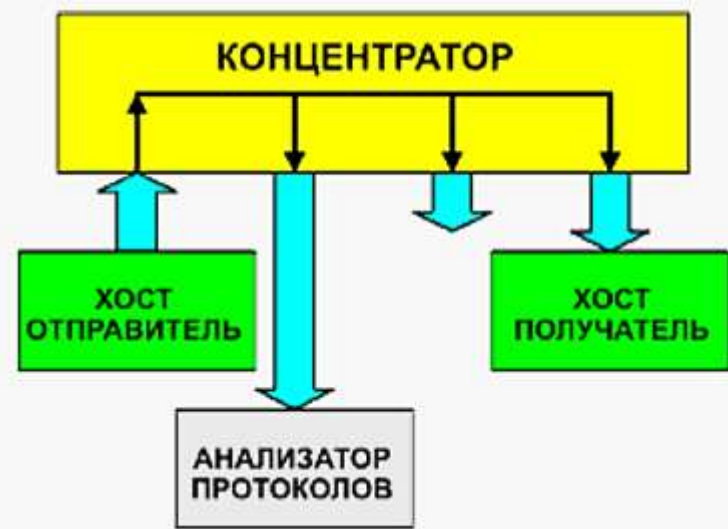 КОНЦЕНТРАТОР
ХОСТ
ОТПРАВИТЕЛЬ
ХОСТ
ПОЛУЧАТЕЛЬ
АНАЛИЗАТОР
ПРОТОКОЛОВ